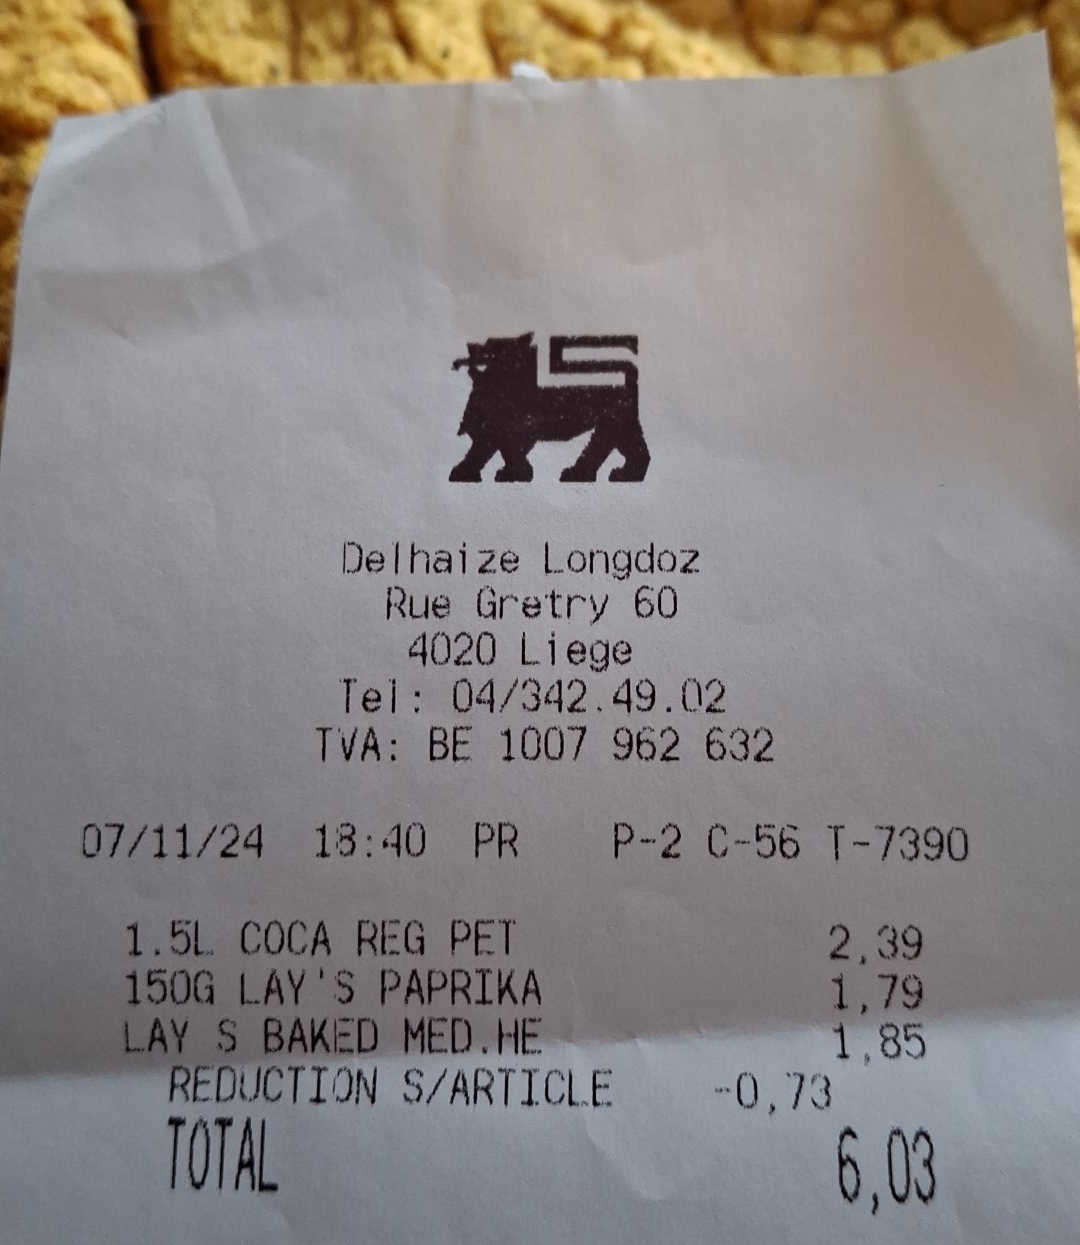 Delhaize Longdoz
Rue Gretry 60
4020 Liege
Tel: 04/342.49.02
TVA: BE 1007 962 632
07/11/24 18:40 PR P-2 C-56 T-7390
1.5L COCA REG PET 2,39
150G LAY'S PAPRIKA 1,79
LAY S BAKED MED.HE 1,85
REDUCTION S/ARTICLE -0,73
TOTAL 6,03